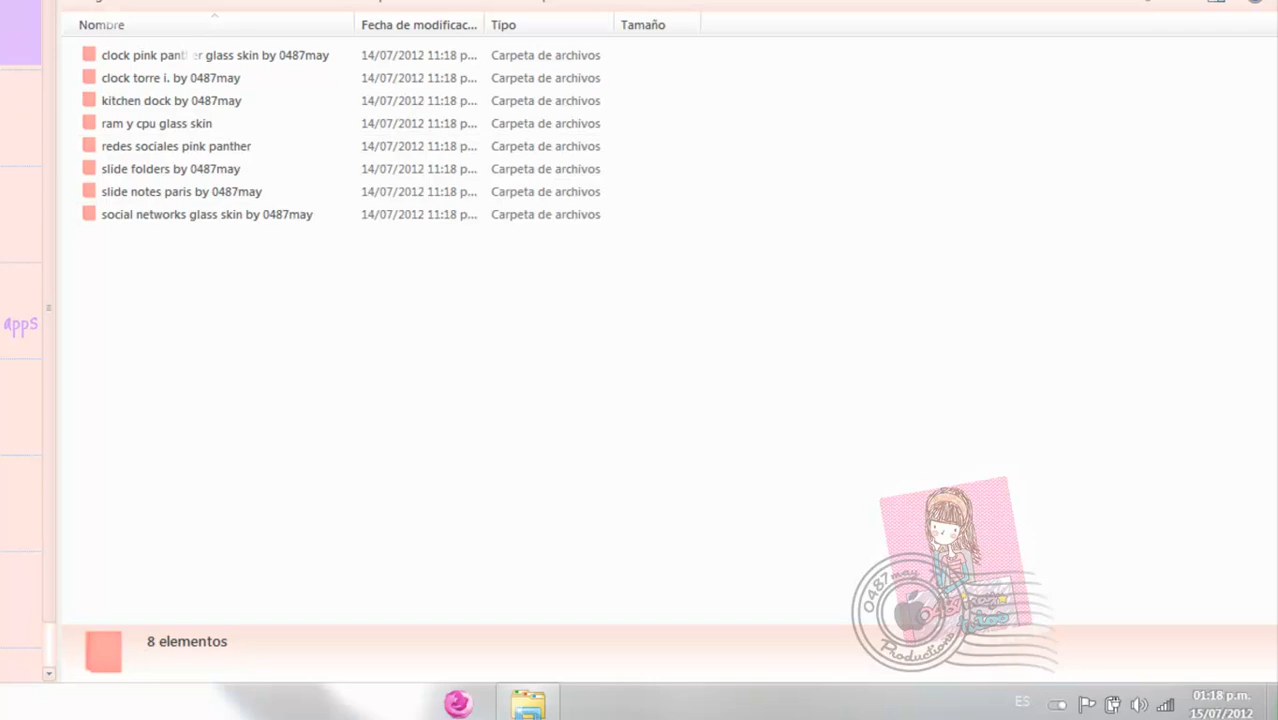 Nombre Fecha de modificac... Tipo Tamaño
clock pink panther glass skin by 0487may 14/07/2012 11:18 p... Carpeta de archivos
clock torre i. by 0487may 14/07/2012 11:18 p... Carpeta de archivos
kitchen dock by 0487may 14/07/2012 11:18 p... Carpeta de archivos
ram y cpu glass skin 14/07/2012 11:18 p... Carpeta de archivos
redes sociales pink panther 14/07/2012 11:18 p... Carpeta de archivos
slide folders by 0487may 14/07/2012 11:18 p... Carpeta de archivos
slide notes paris by 0487may 14/07/2012 11:18 p... Carpeta de archivos
social networks glass skin by 0487may 14/07/2012 11:18 p... Carpeta de archivos
apps
0487may
Productions
8 elementos
ES
01:18 p.m.
15/07/2012